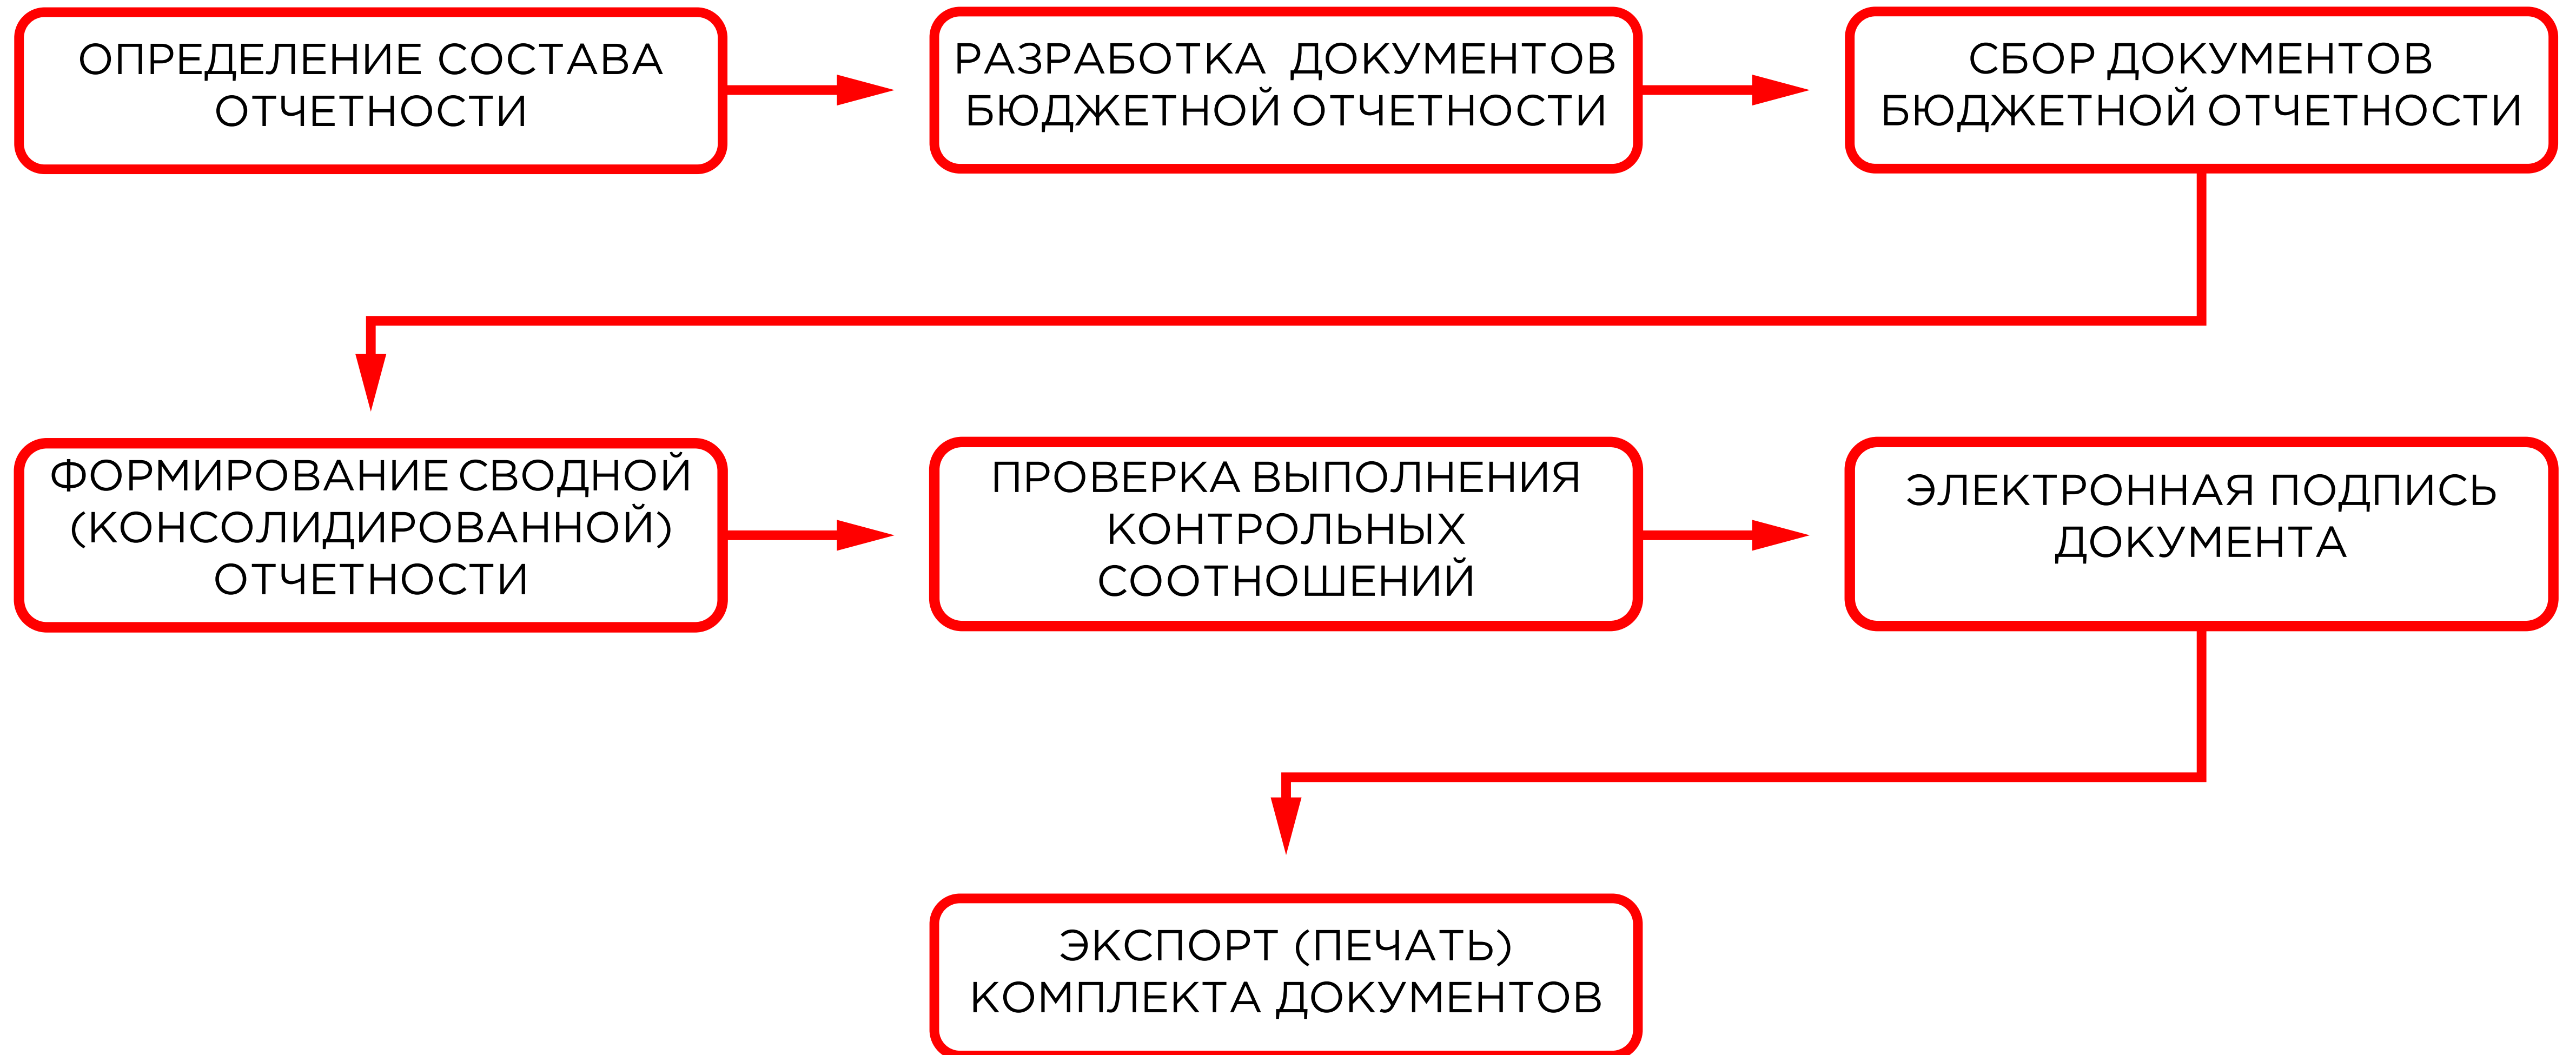 ОПРЕДЕЛЕНИЕ СОСТАВА
ОТЧЕТНОСТИ
РАЗРАБОТКА ДОКУМЕНТОВ
БЮДЖЕТНОЙ ОТЧЕТНОСТИ
СБОР ДОКУМЕНТОВ
БЮДЖЕТНОЙ ОТЧЕТНОСТИ
ФОРМИРОВАНИЕ СВОДНОЙ
(КОНСОЛИДИРОВАННОЙ)
ОТЧЕТНОСТИ
ПРОВЕРКА ВЫПОЛНЕНИЯ
КОНТРОЛЬНЫХ
СООТНОШЕНИЙ
ЭЛЕКТРОННАЯ ПОДПИСЬ
ДОКУМЕНТА
ЭКСПОРТ (ПЕЧАТЬ)
КОМПЛЕКТА ДОКУМЕНТОВ